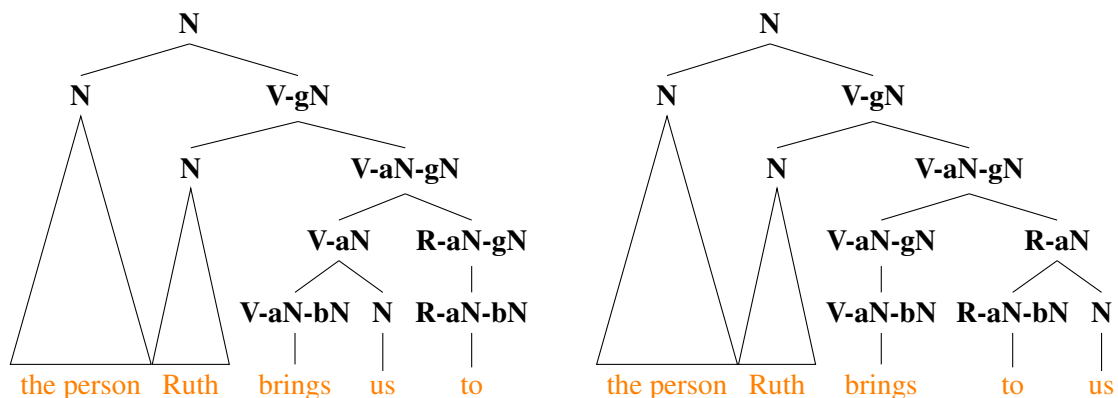 N
N
N
V-gN
N
V-gN
N
V-aN-gN
N
V-aN-gN
V-aN
R-aN-gN
V-aN-gN
R-aN
V-aN-bN
N
R-aN-bN
V-aN-bN
R-aN-bN
N
the person Ruth brings us to
the person Ruth brings to us